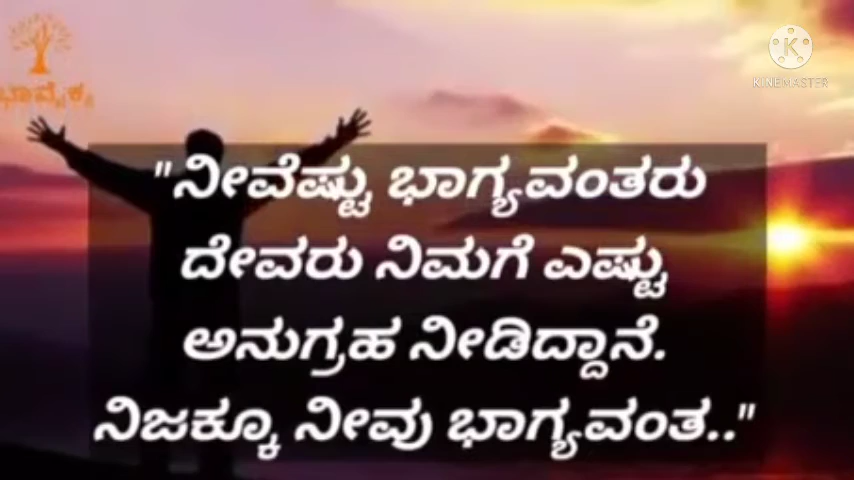 ಭಾವೈಕ್ಯ
KINEMASTER
"ನೀವೆಷ್ಟು ಭಾಗ್ಯವಂತರು
ದೇವರು ನಿಮಗೆ ಎಷ್ಟು
ಅನುಗ್ರಹ ನೀಡಿದ್ದಾನೆ.
ನಿಜಕ್ಕೂ ನೀವು ಭಾಗ್ಯವಂತ.."